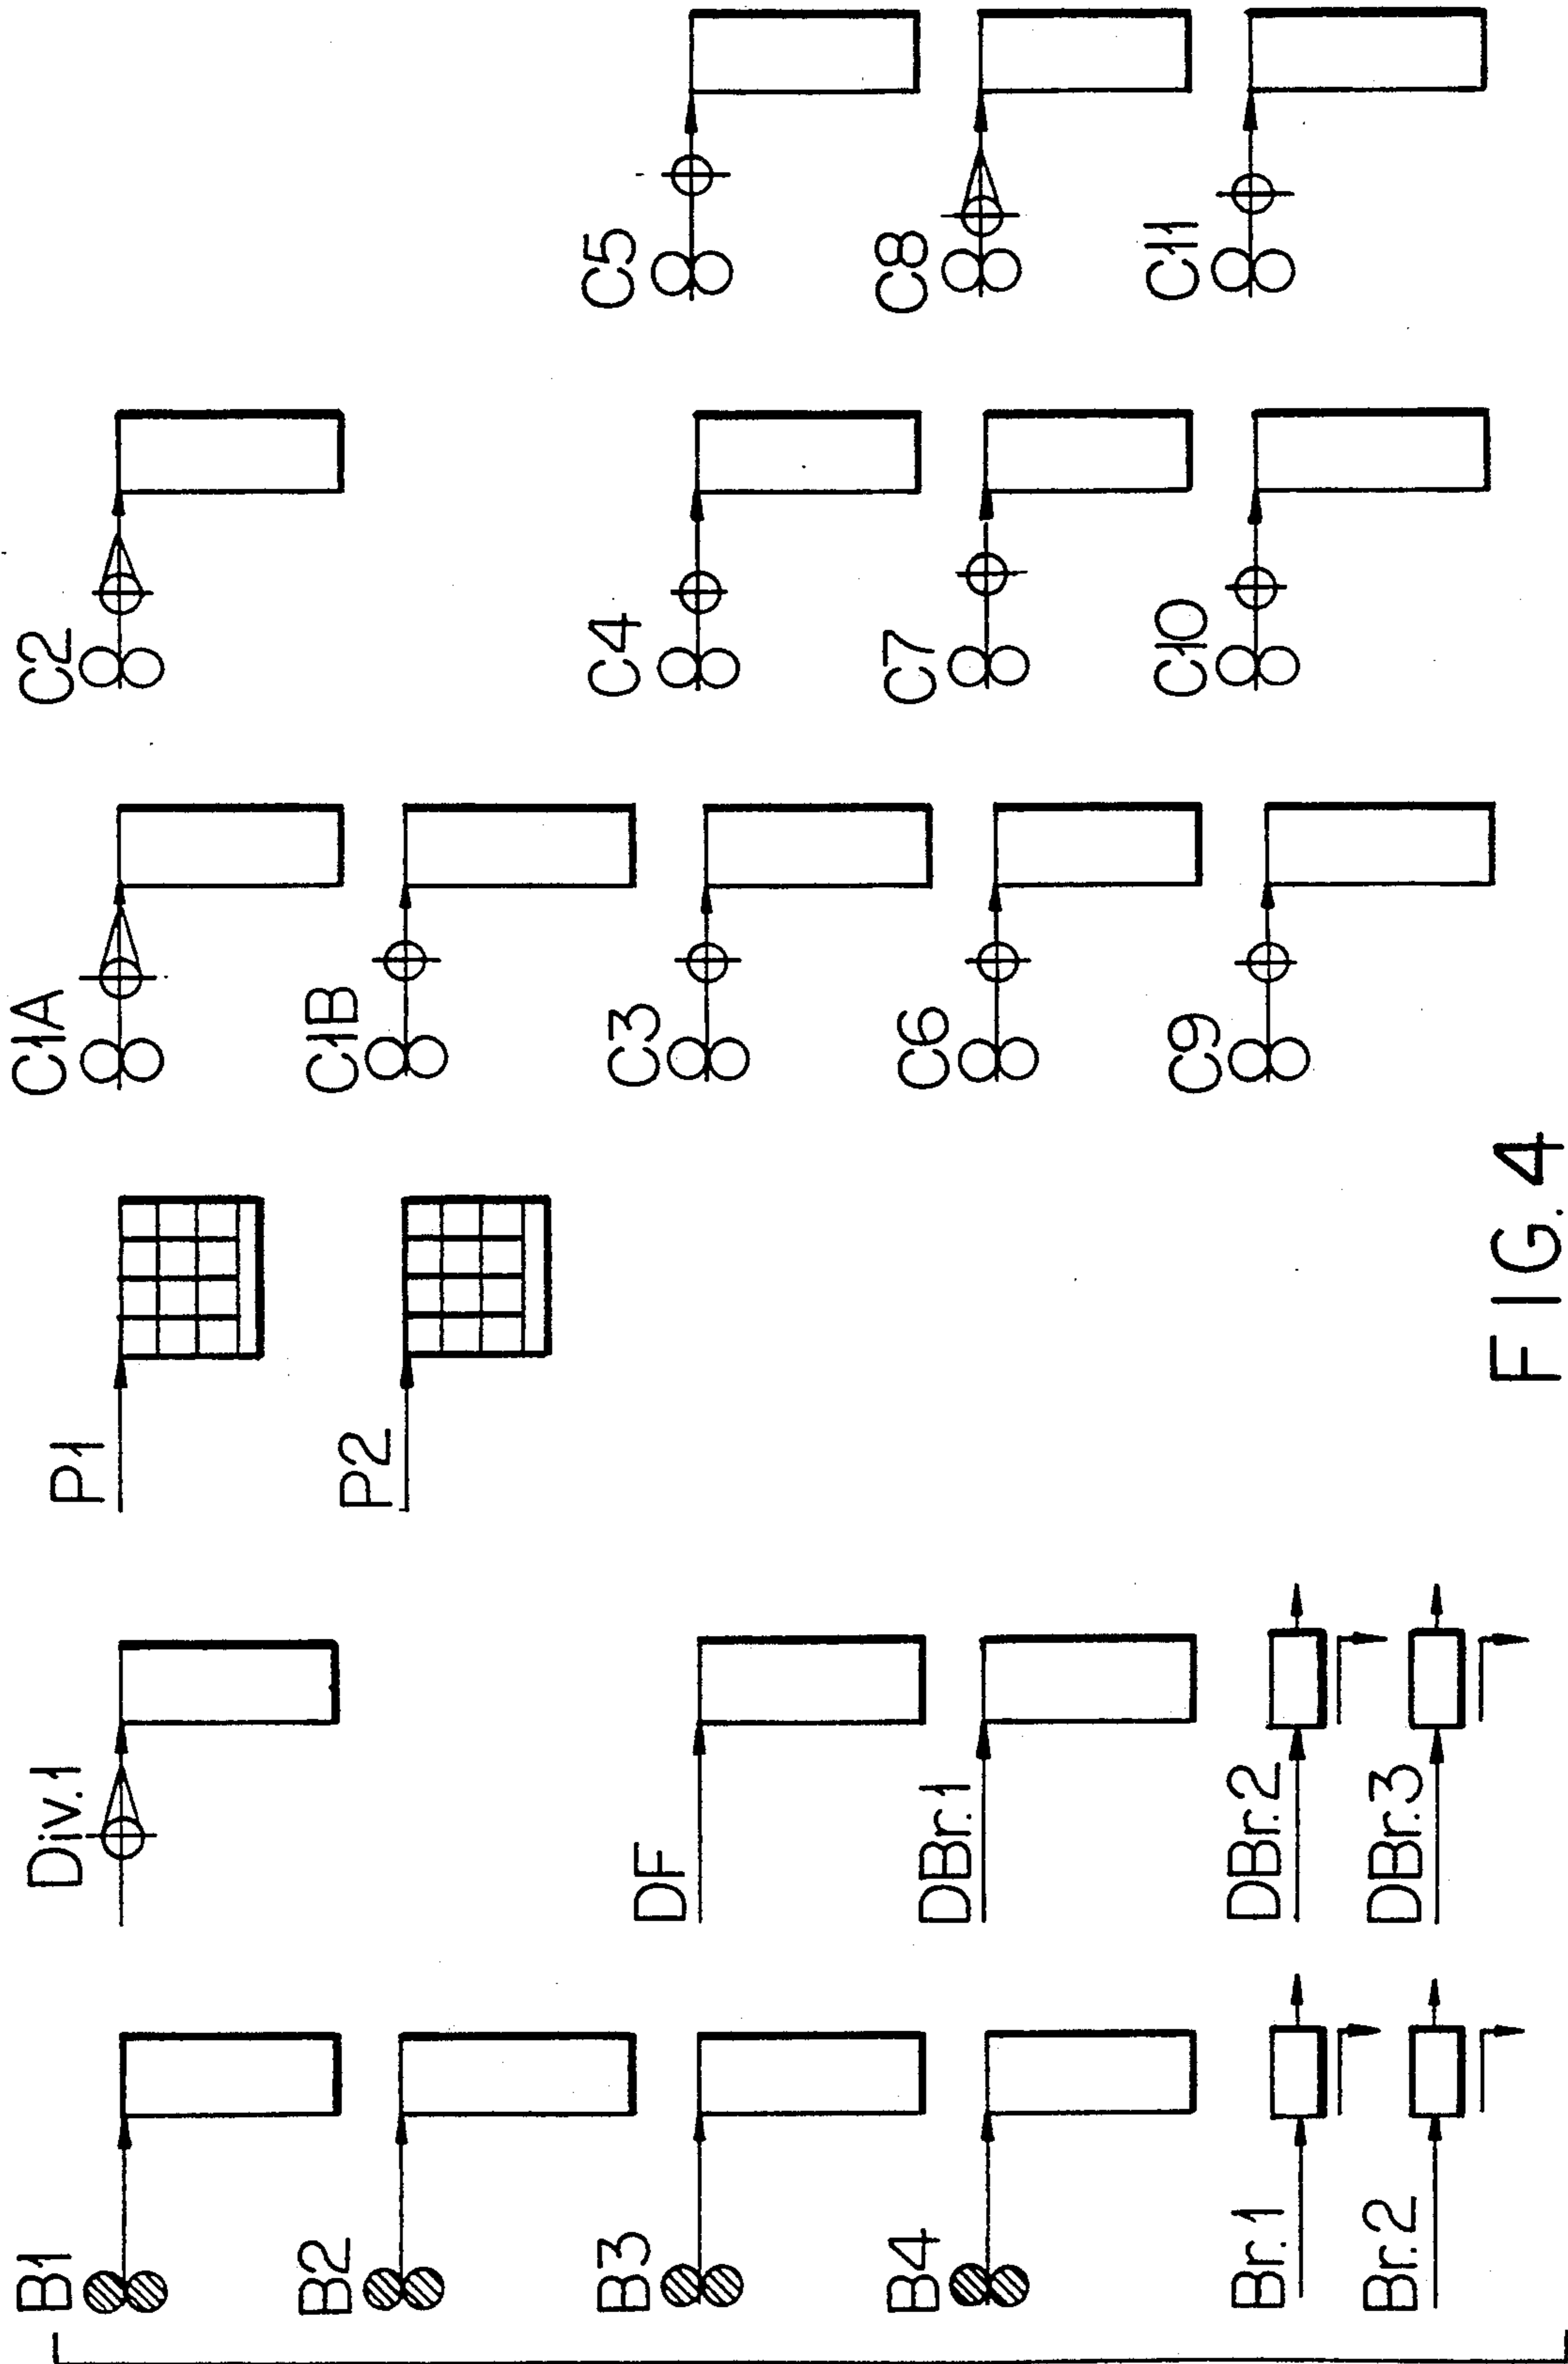 B1
Div.1
P1
C1A
C2
B2
P2
C1B
B3
DF
C3
C4
C5
B4
DBr.1
C6
C7
C8
Br.1
DBr.2
C9
C10
C11
Br.2
DBr.3
FIG.4